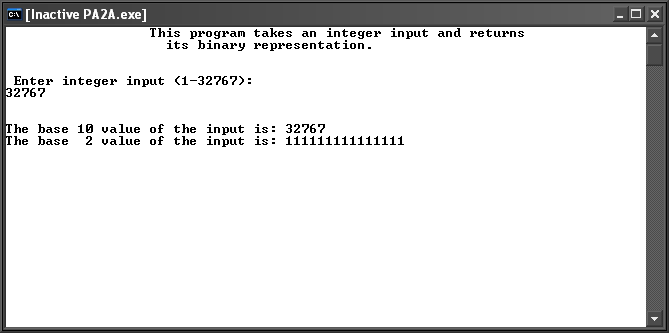 [Inactive PA2A.exe]
This program takes an integer input and returns
its binary representation.
Enter integer input (1-32767):
32767
The base 10 value of the input is: 32767
The base  2 value of the input is: 111111111111111